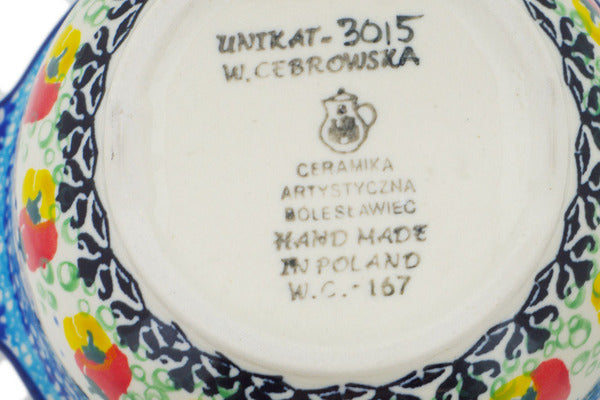 UNIKAT-3015
W. CEBROWSKA
CERAMIKA
ARTYSTYCZNA
BOLESŁAWIEC
HAND MADE
IN POLAND
W.C.-167